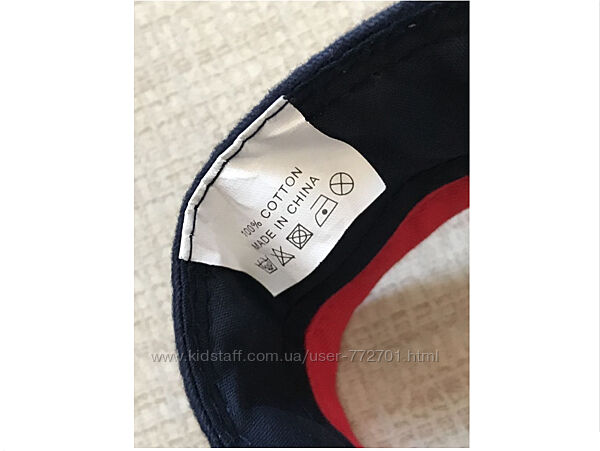 100% COTTON
MADE IN CHINA
www.kidstaff.com.ua/user-772701.html